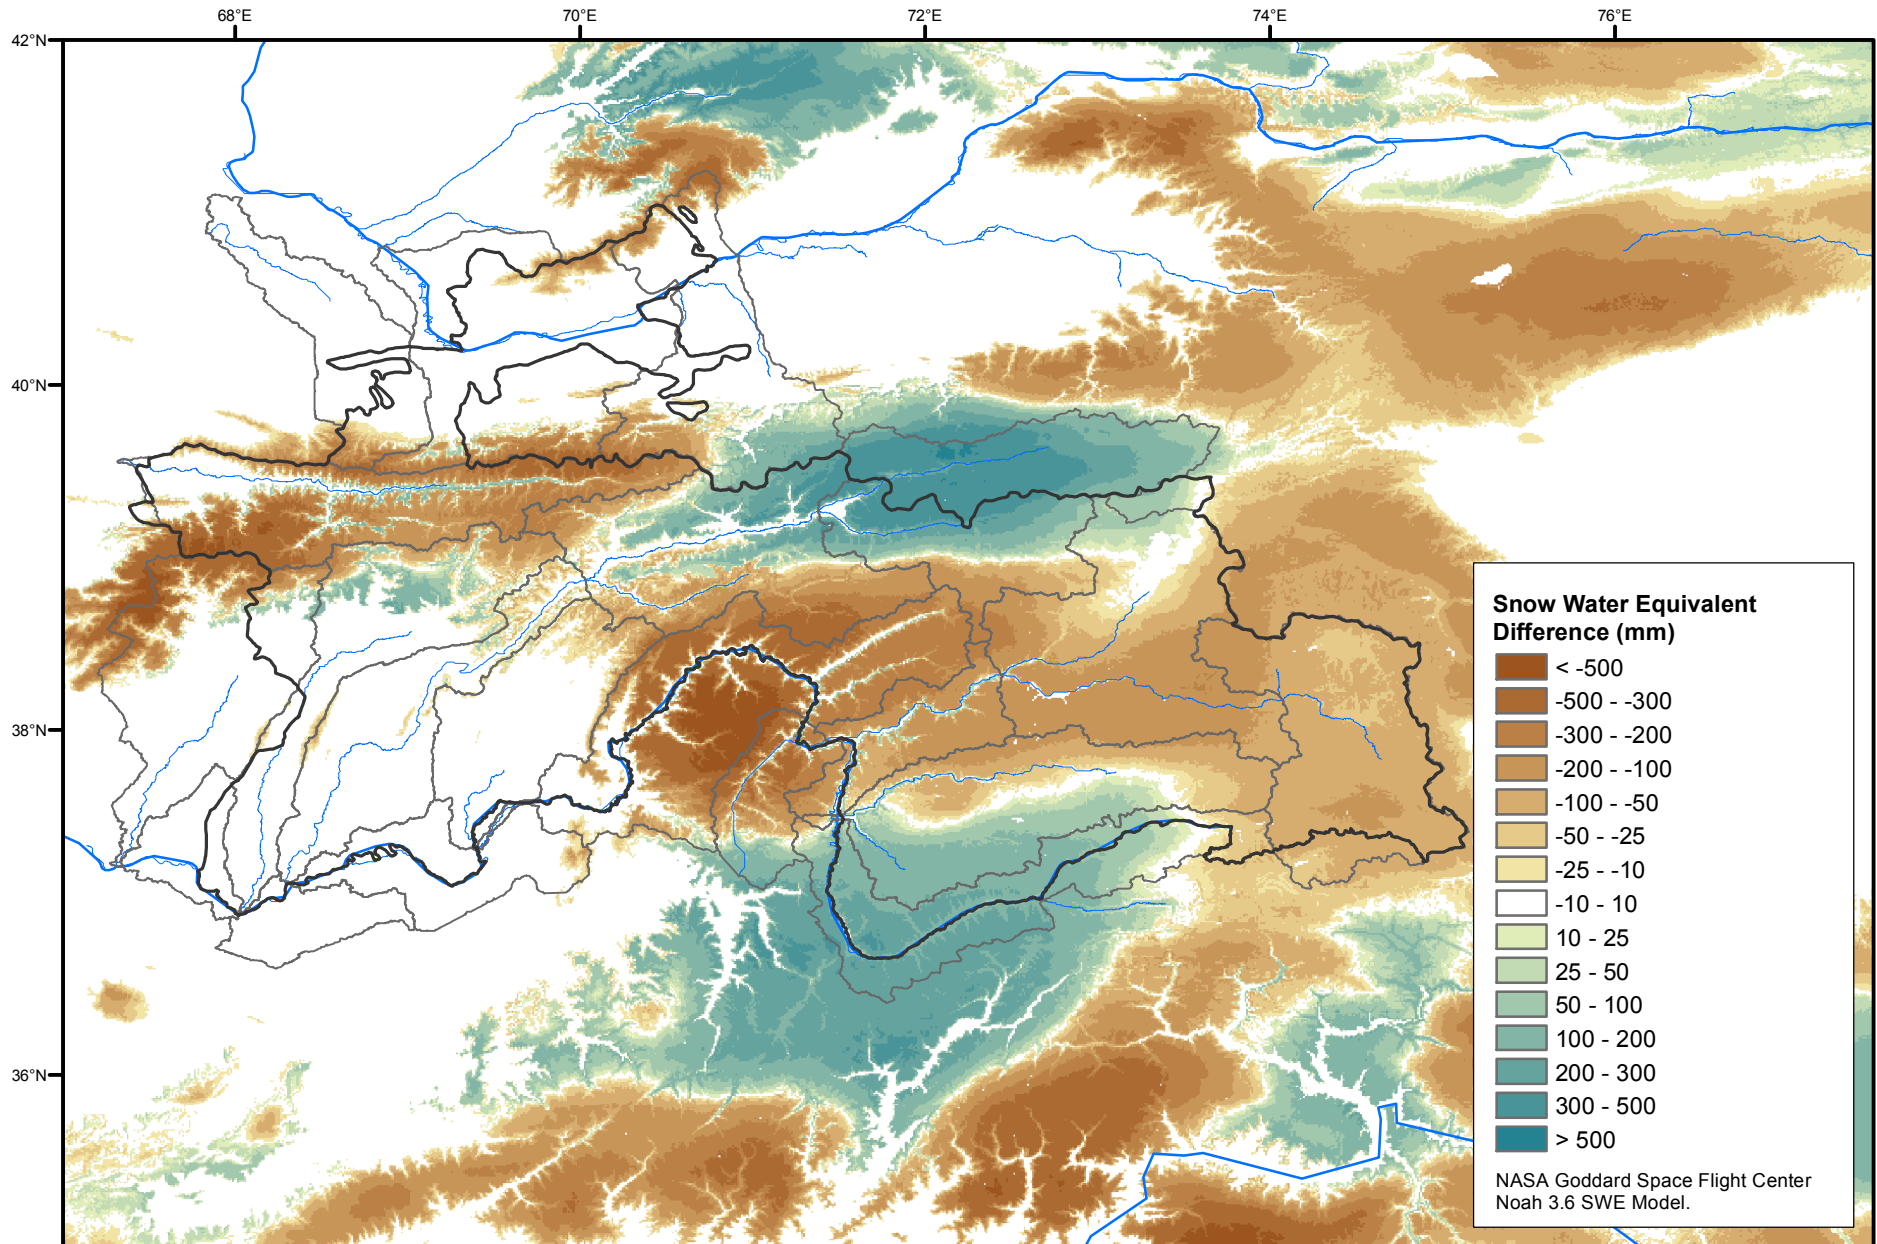 68°E
70°E
72°E
74°E
76°E
42°N
40°N
38°N
36°N
Snow Water Equivalent
Difference (mm)
< -500
-500 - -300
-300 - -200
-200 - -100
-100 - -50
-50 - -25
-25 - -10
-10 - 10
10 - 25
25 - 50
50 - 100
100 - 200
200 - 300
300 - 500
> 500
NASA Goddard Space Flight Center
Noah 3.6 SWE Model.